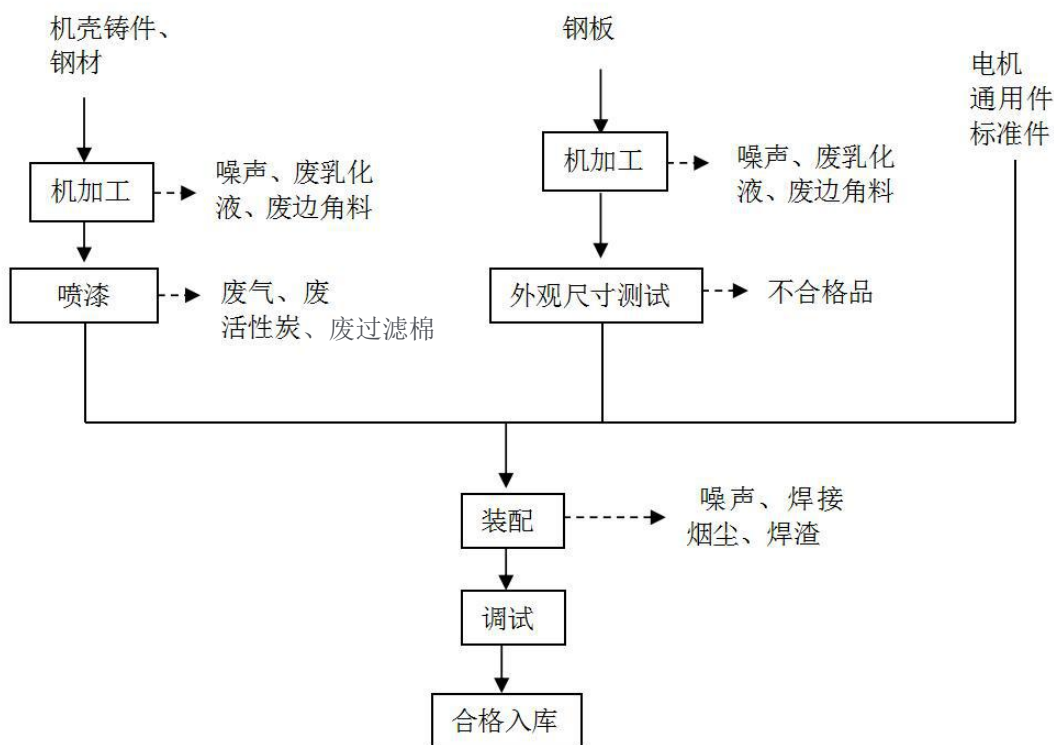 机壳铸件、
钢材
钢板
电机
通用件
标准件
机加工
噪声、废乳化
液、废边角料
机加工
噪声、废乳化
液、废边角料
喷漆
废气、废
活性炭、废过滤棉
外观尺寸测试
不合格品
装配
噪声、焊接
烟尘、焊渣
调试
合格入库